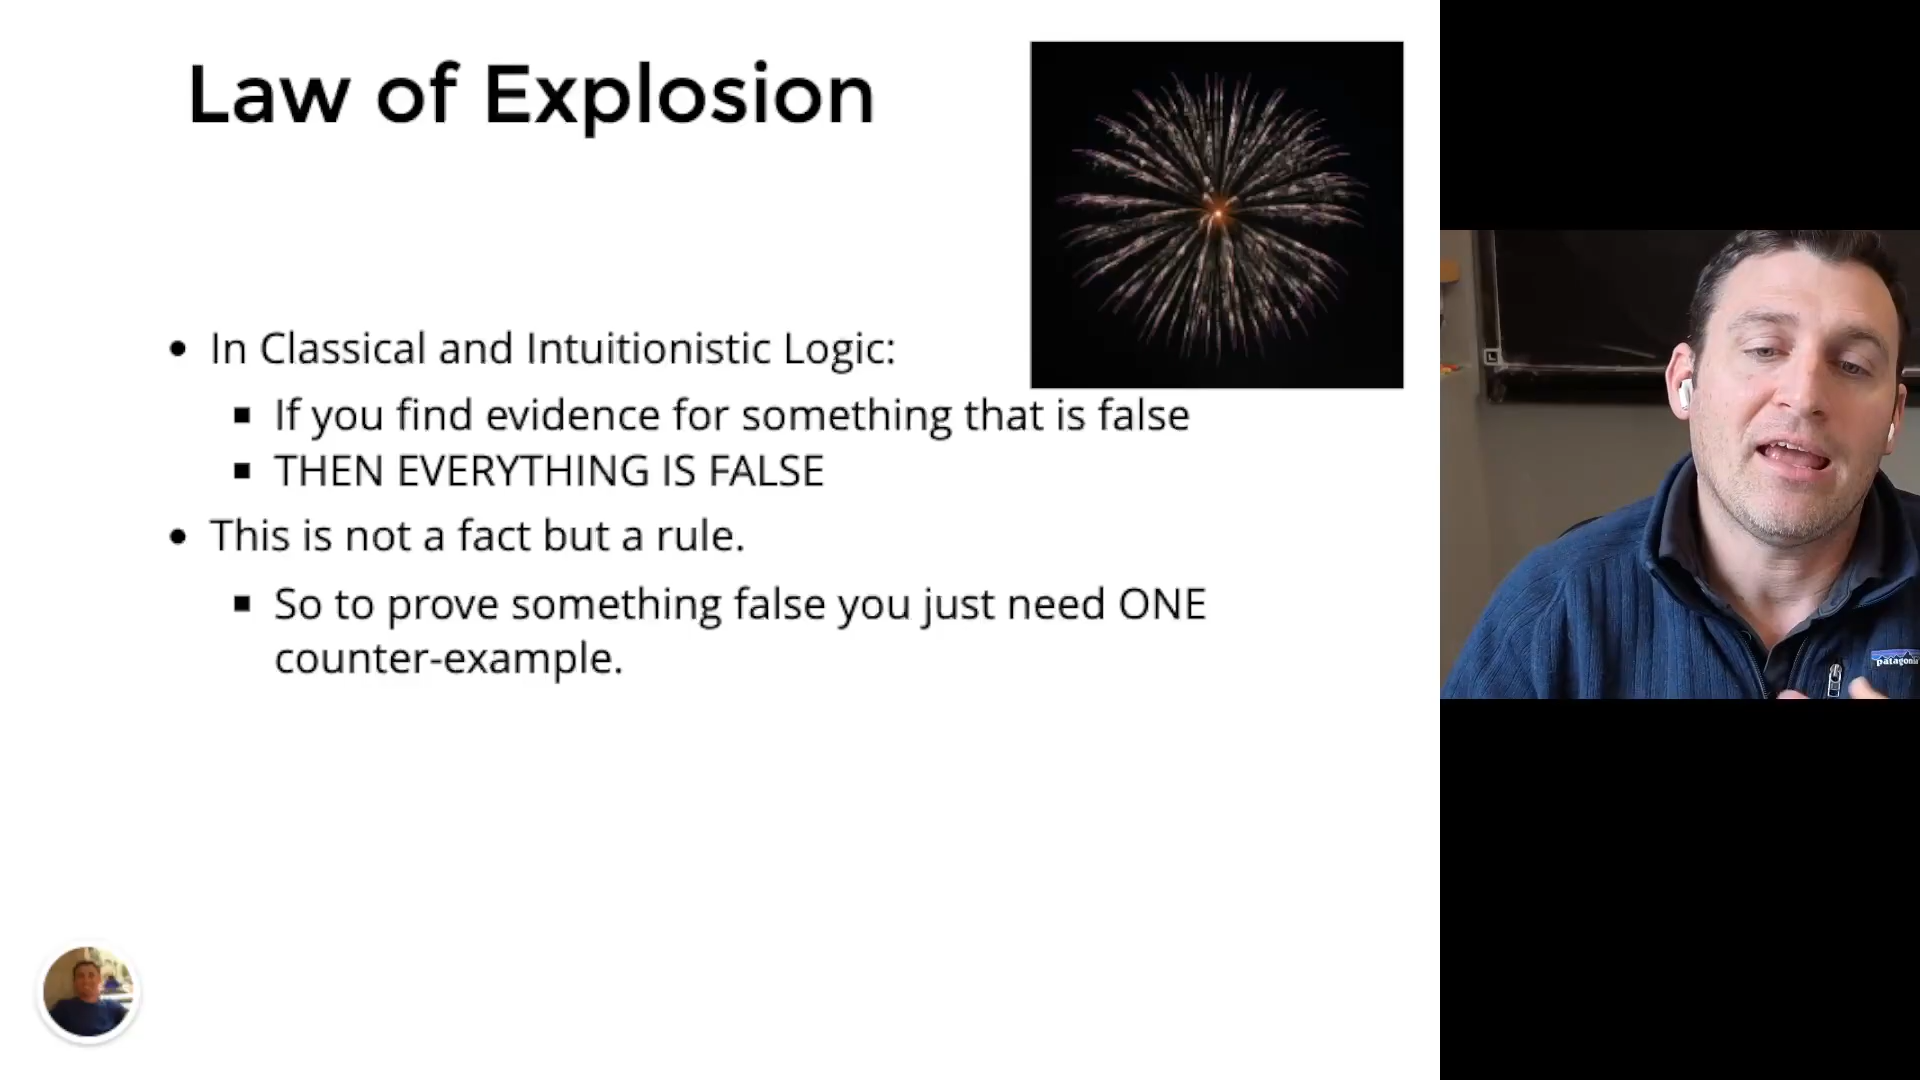 Law of Explosion
• In Classical and Intuitionistic Logic:
▪ If you find evidence for something that is false
▪ THEN EVERYTHING IS FALSE
• This is not a fact but a rule.
▪ So to prove something false you just need ONE
counter-example.
patagonia